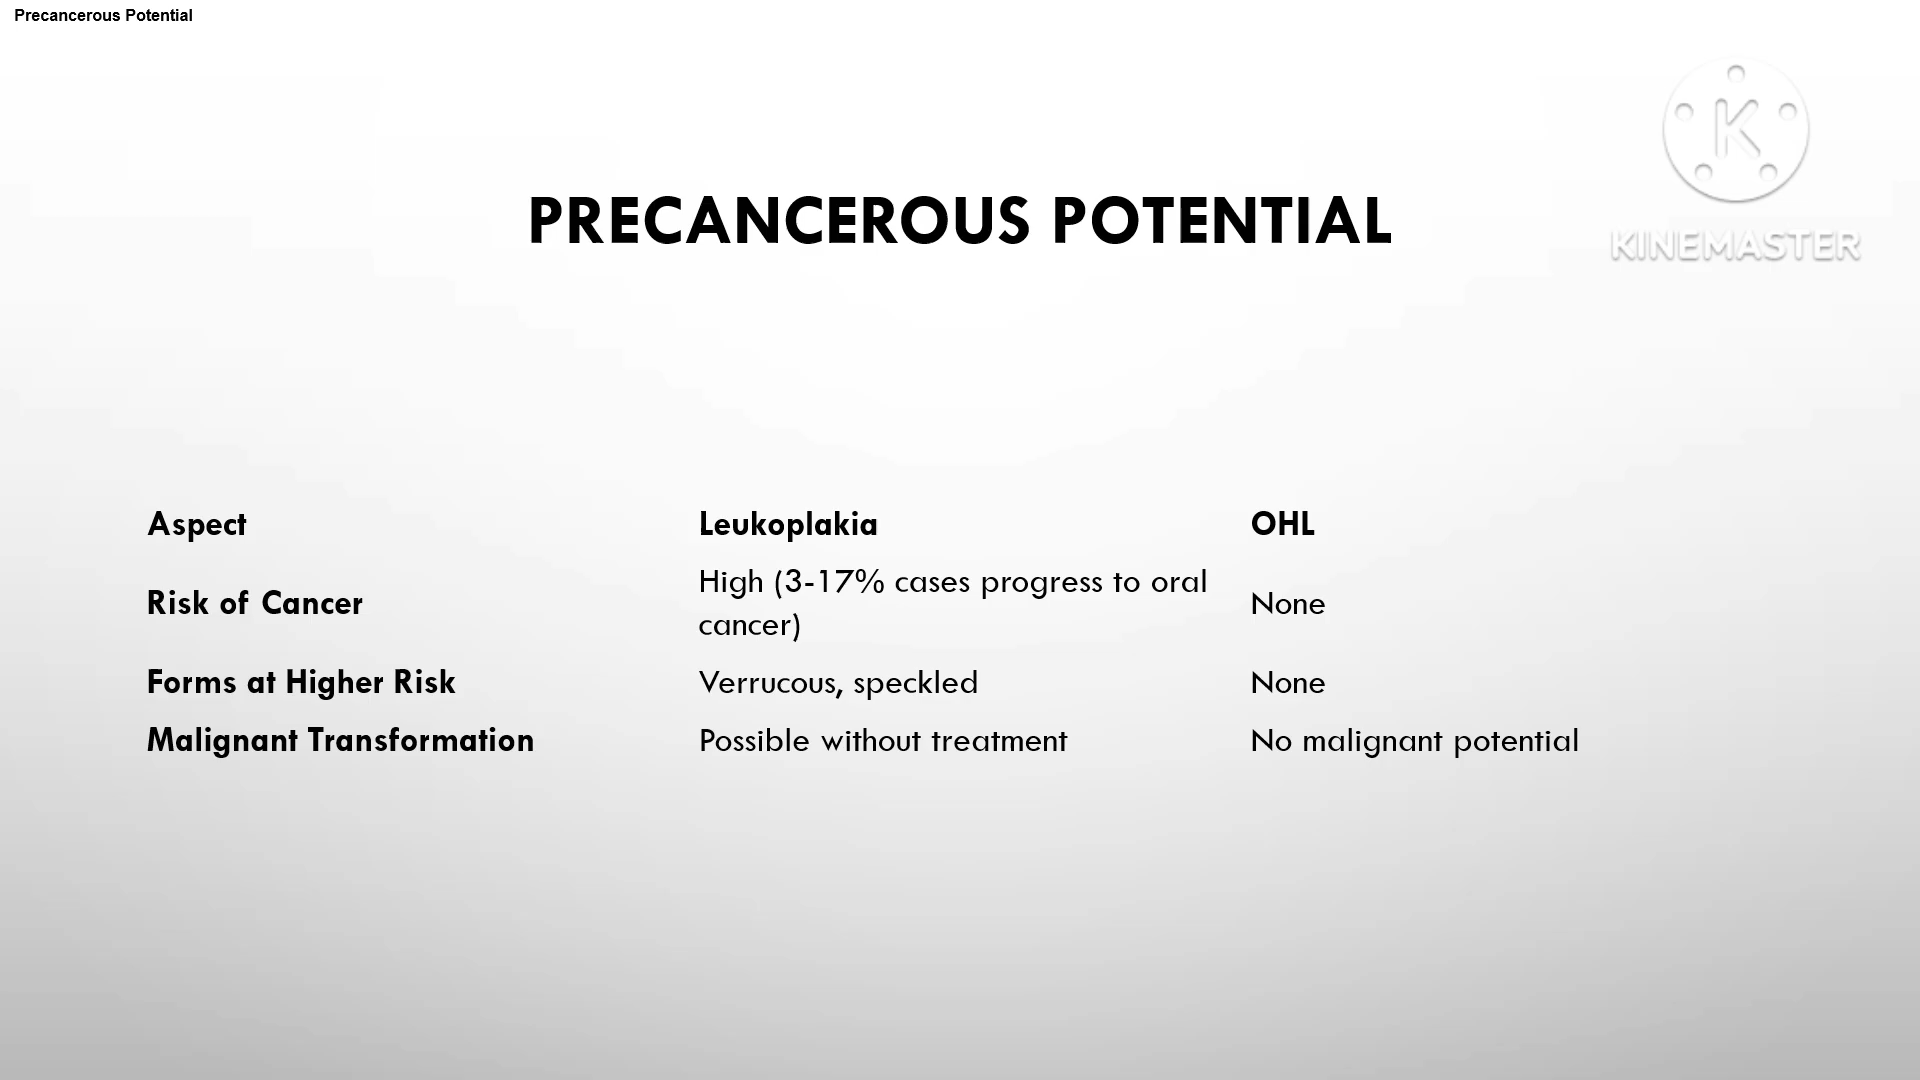 Precancerous Potential
K
KINEMASTER
PRECANCEROUS POTENTIAL
Aspect Leukoplakia OHL
Risk of Cancer High (3-17% cases progress to oral cancer) None
Forms at Higher Risk Verrucous, speckled None
Malignant Transformation Possible without treatment No malignant potential